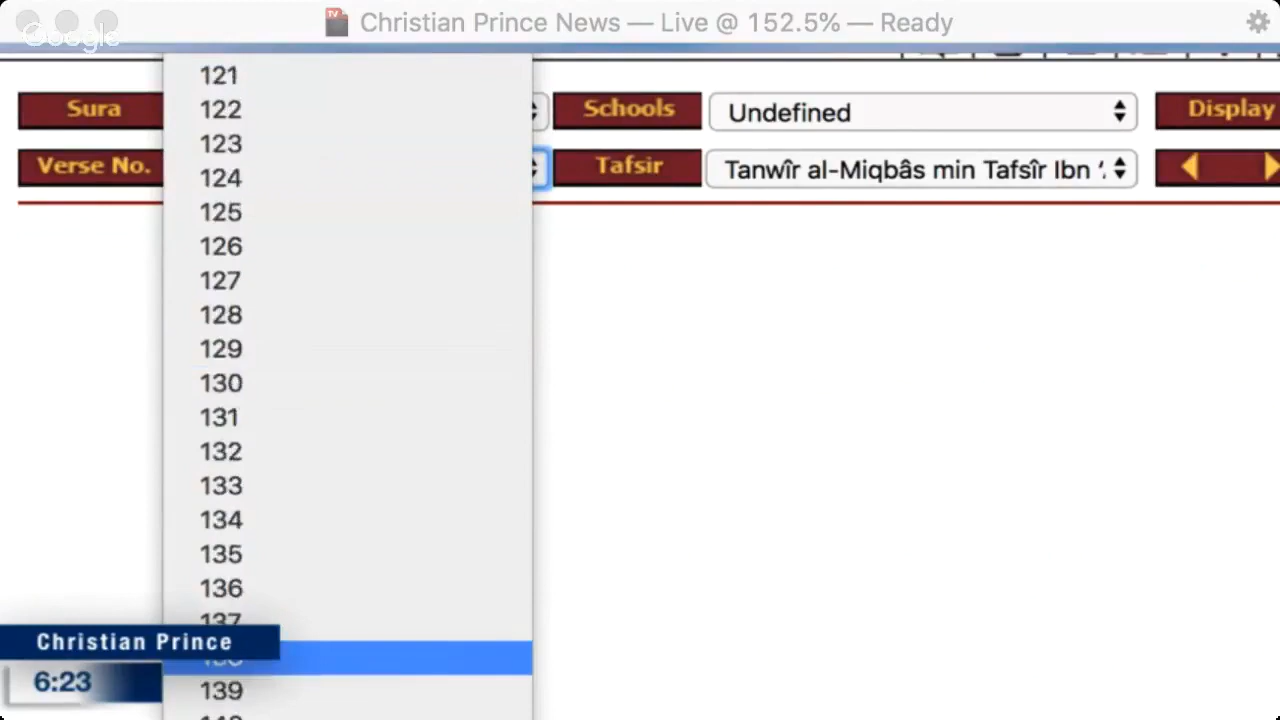 Google
Christian Prince News — Live @ 152.5% — Ready
Sura
Schools
Undefined
Display
Verse No.
Tafsir
Tanwîr al-Miqbâs min Tafsîr Ibn ‘.
121
122
123
124
125
126
127
128
129
130
131
132
133
134
135
136
137
139
Christian Prince
6:23